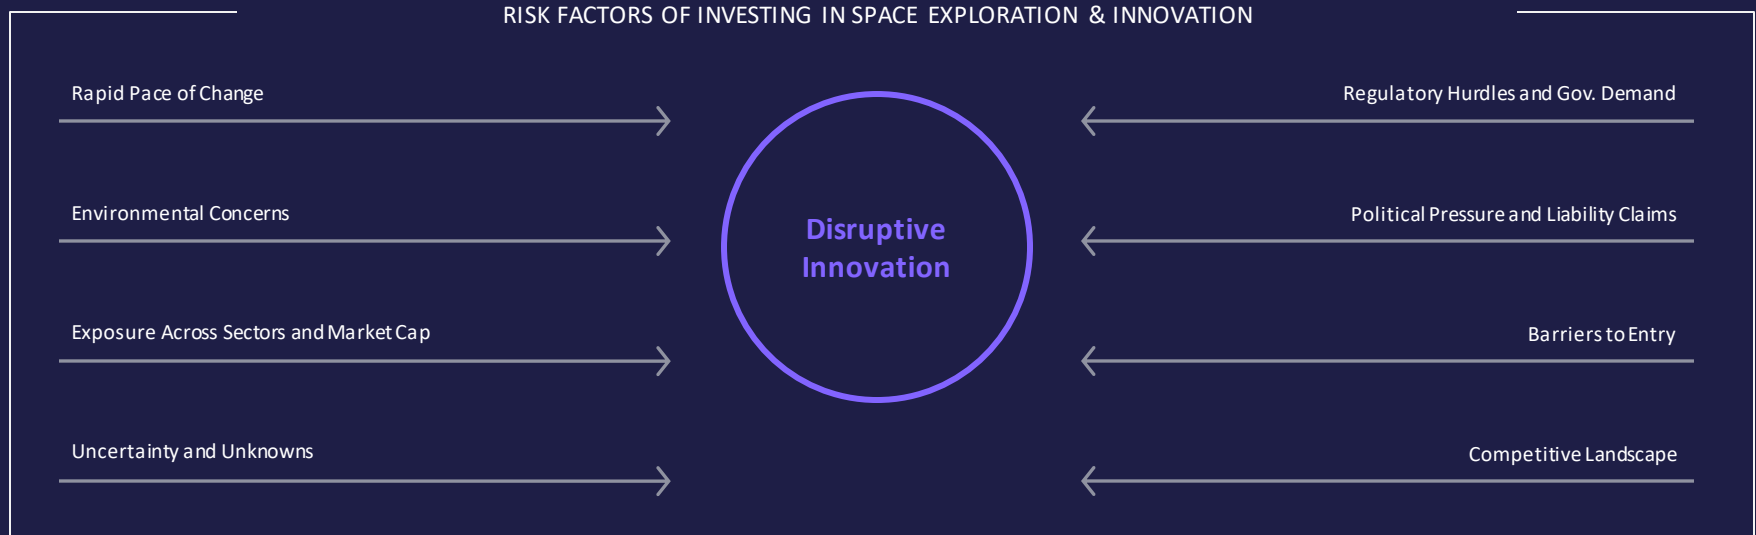 RISK FACTORS OF INVESTING IN SPACE EXPLORATION & INNOVATION
Rapid Pace of Change
Regulatory Hurdles and Gov. Demand
Environmental Concerns
Political Pressure and Liability Claims
Disruptive
Innovation
Exposure Across Sectors and Market Cap
Barriers to Entry
Uncertainty and Unknowns
Competitive Landscape